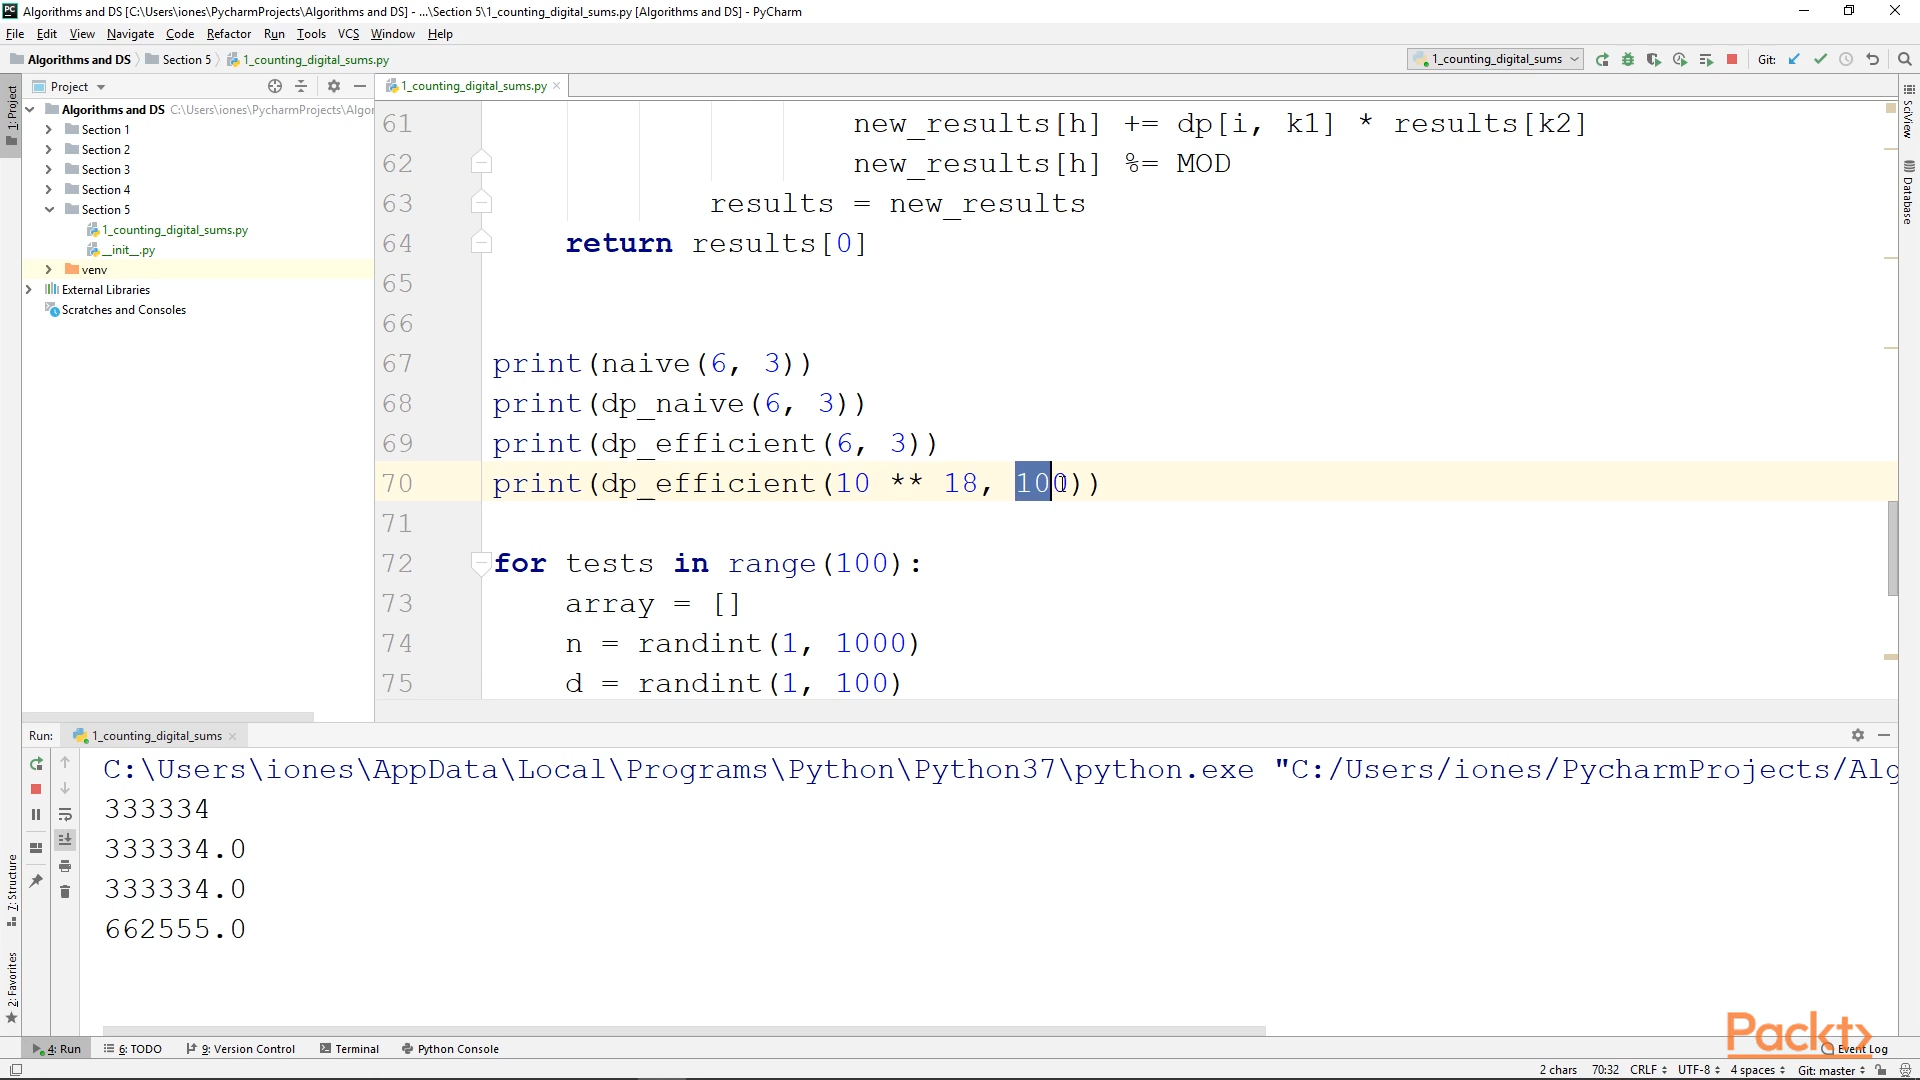 Algorithms and DS [C:\Users\iones\PycharmProjects\Algorithms and DS] - ...\Section 5\1_counting_digital_sums.py [Algorithms and DS] - PyCharm
File Edit View Navigate Code Refactor Run Tools VCS Window Help
Algorithms and DS Section 5 1_counting_digital_sums.py 1_counting_digital_sums Git:
Project 1_counting_digital_sums.py
Algorithms and DS C:\Users\iones\PycharmProjects\Algor
Section 1
Section 2
Section 3
Section 4
Section 5
1_counting_digital_sums.py
__init__.py
venv
External Libraries
Scratches and Consoles
1: Project
7: Structure
2: Favorites
SciView
Database
61 new_results[h] += dp[i, k1] * results[k2]
62 new_results[h] %= MOD
63 results = new_results
64 return results[0]
65
66
67 print(naive(6, 3))
68 print(dp_naive(6, 3))
69 print(dp_efficient(6, 3))
70 print(dp_efficient(10 ** 18, 100))
71
72 for tests in range(100):
73 array = []
74 n = randint(1, 1000)
75 d = randint(1, 100)
Run: 1_counting_digital_sums
C:\Users\iones\AppData\Local\Programs\Python\Python37\python.exe "C:/Users/iones/PycharmProjects/Alg
333334
333334.0
333334.0
662555.0
Packt
4: Run 6: TODO 9: Version Control Terminal Python Console Event Log
2 chars 70:32 CRLF UTF-8 4 spaces Git: master